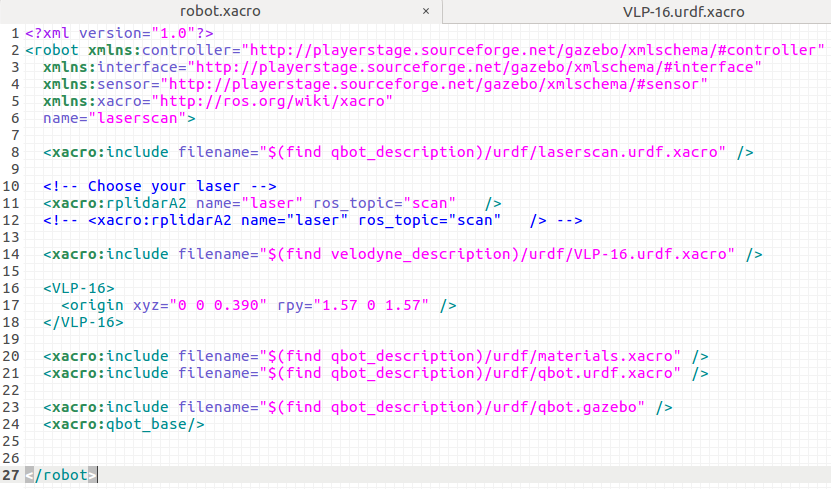 robot.xacro × VLP-16.urdf.xacro
1 <?xml version="1.0"?>
2 <robot xmlns:controller="http://playerstage.sourceforge.net/gazebo/xmlschema/#controller"
3   xmlns:interface="http://playerstage.sourceforge.net/gazebo/xmlschema/#interface"
4   xmlns:sensor="http://playerstage.sourceforge.net/gazebo/xmlschema/#sensor"
5   xmlns:xacro="http://ros.org/wiki/xacro"
6   name="laserscan">
7
8   <xacro:include filename="$(find qbot_description)/urdf/laserscan.urdf.xacro" />
9
10   <!-- Choose your laser -->
11   <xacro:rplidarA2 name="laser" ros_topic="scan"   />
12   <!-- <xacro:rplidarA2 name="laser" ros_topic="scan"   /> -->
13
14   <xacro:include filename="$(find velodyne_description)/urdf/VLP-16.urdf.xacro" />
15
16   <VLP-16>
17     <origin xyz="0 0 0.390" rpy="1.57 0 1.57" />
18   </VLP-16>
19
20   <xacro:include filename="$(find qbot_description)/urdf/materials.xacro" />
21   <xacro:include filename="$(find qbot_description)/urdf/qbot.urdf.xacro" />
22
23   <xacro:include filename="$(find qbot_description)/urdf/qbot.gazebo" />
24   <xacro:qbot_base/>
25
26
27 </robot>